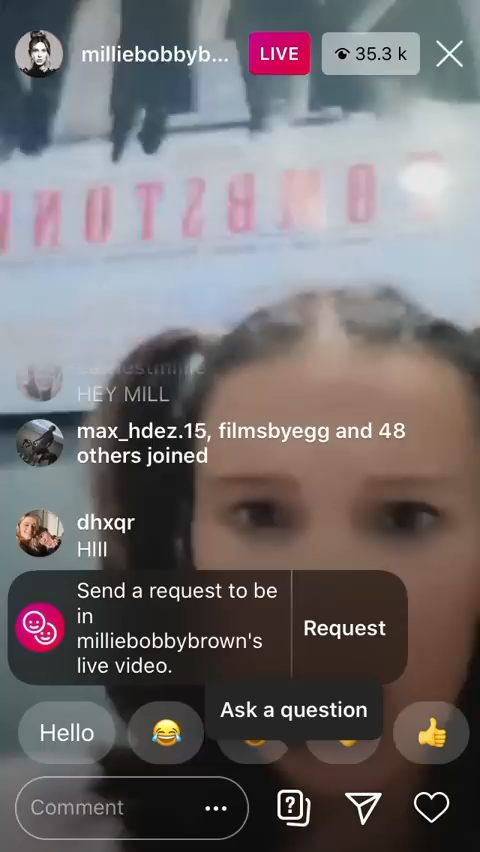 milliebobbyb...
LIVE
35.3 k
TOMBSTONE
HEY MILL
max_hdez.15, filmsbyegg and 48
others joined
dhxqr
HIII
Send a request to be
in
milliebobbybrown's
live video.
Request
Ask a question
Hello
Comment